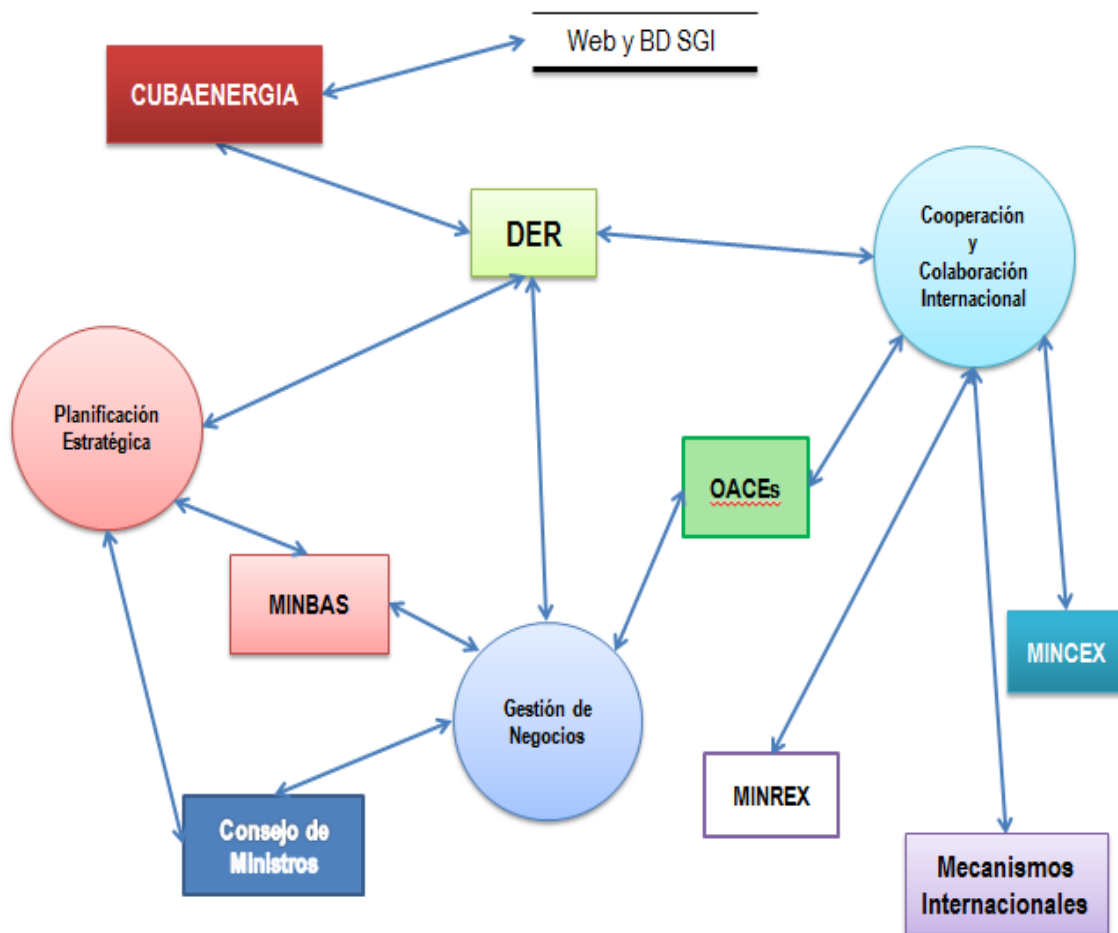 Web y BD SGI
CUBAENERGIA
DER
Cooperación
y
Colaboración
Internacional
Planificación
Estratégica
OACEs
MINBAS
MINCEX
Gestión de
Negocios
MINREX
Consejo de
Ministros
Mecanismos
Internacionales